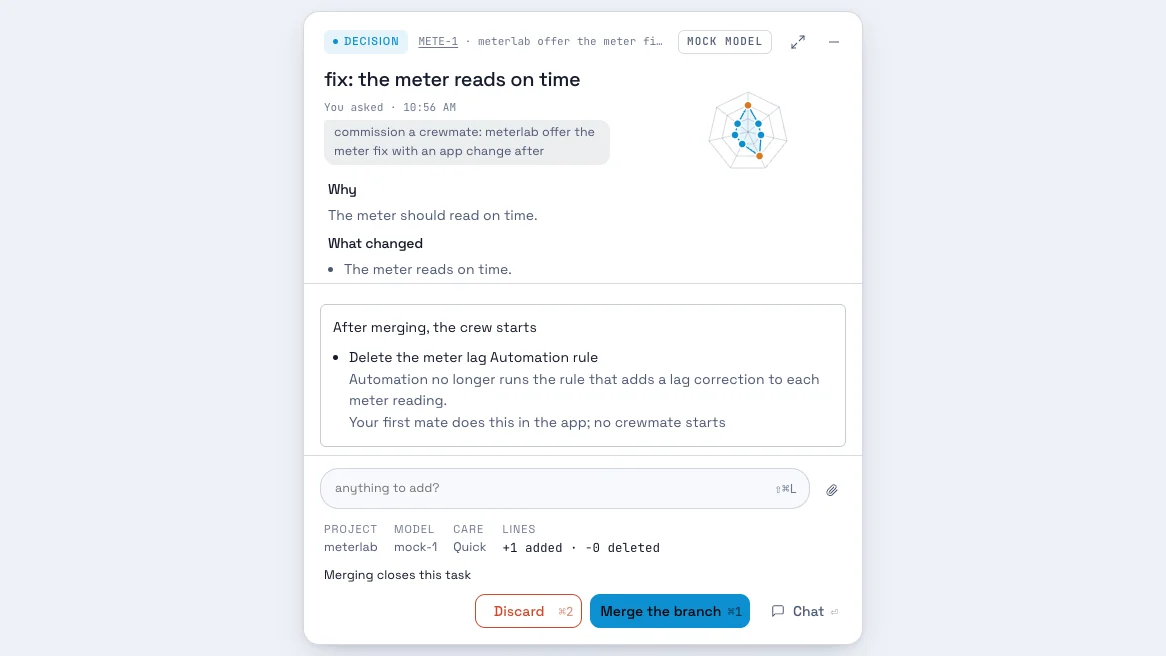 DECISION METE-1 · meterlab offer the meter fi… MOCK MODEL
fix: the meter reads on time
You asked · 10:56 AM
commission a crewmate: meterlab offer the
meter fix with an app change after
Why
The meter should read on time.
What changed
• The meter reads on time.
After merging, the crew starts
• Delete the meter lag Automation rule
Automation no longer runs the rule that adds a lag correction to each
meter reading.
Your first mate does this in the app; no crewmate starts
anything to add? ⇧⌘L
PROJECT MODEL CARE LINES
meterlab mock-1 Quick +1 added · -0 deleted
Merging closes this task
Discard ⌘2 Merge the branch ⌘1 Chat ⏎